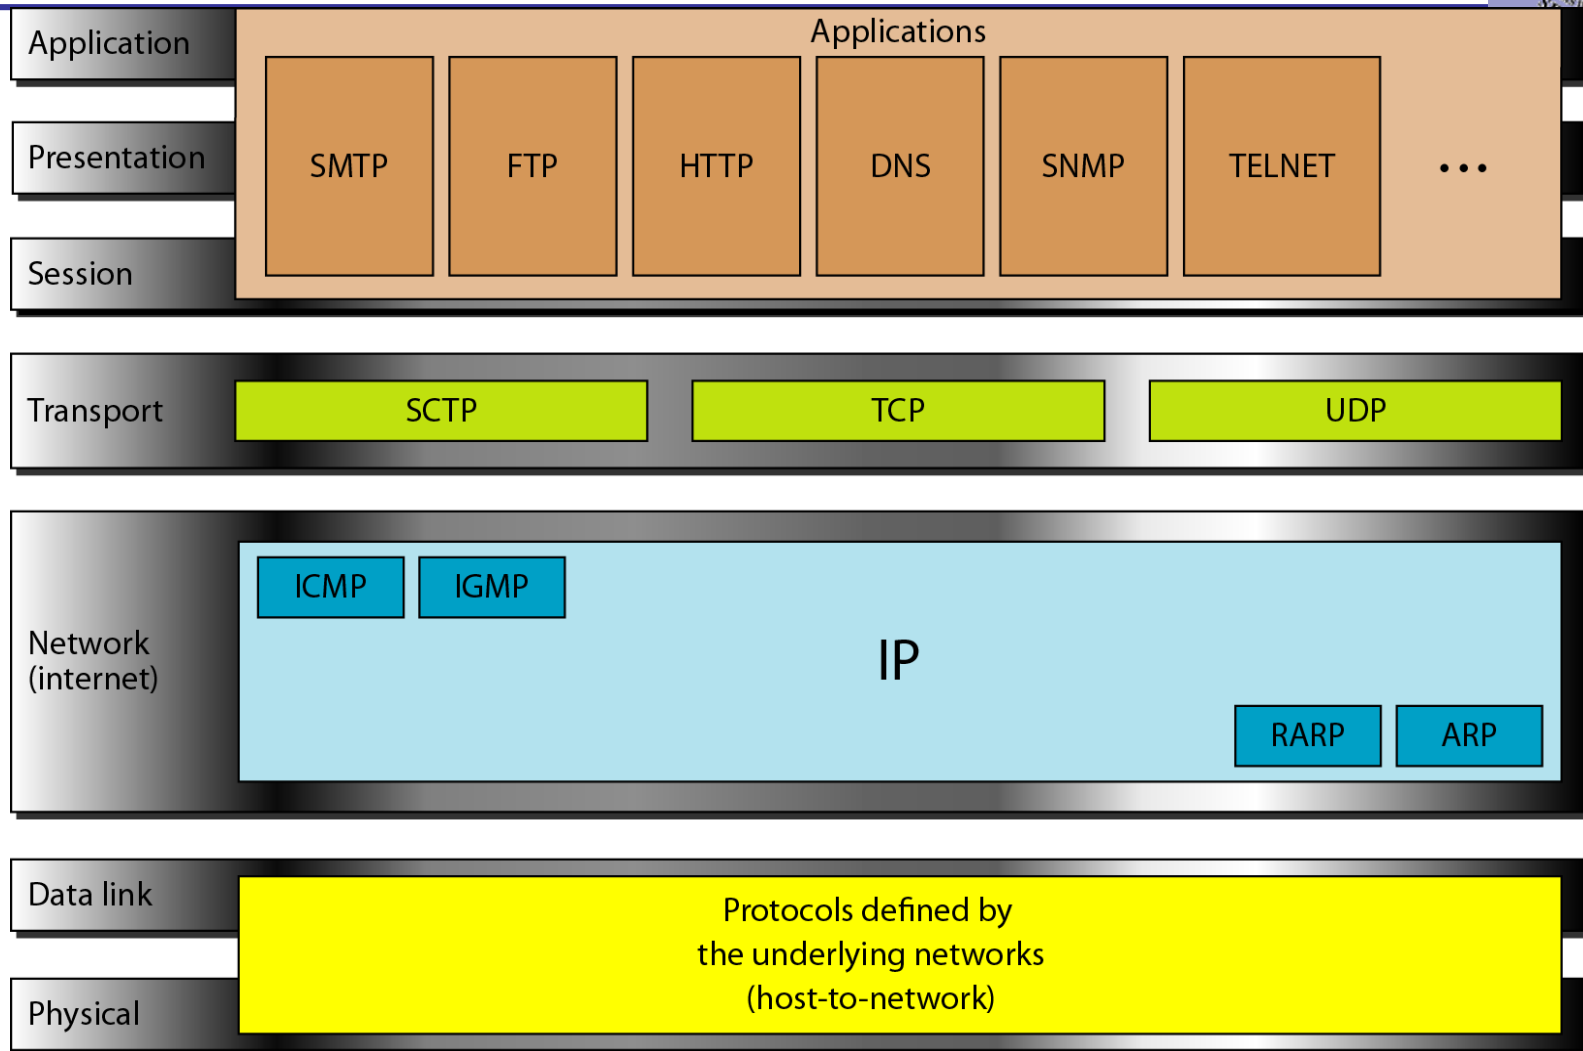 Application
Applications
Presentation
SMTP
FTP
HTTP
DNS
SNMP
TELNET
...
Session
Transport
SCTP
TCP
UDP
Network
(internet)
ICMP
IGMP
IP
RARP
ARP
Data link
Protocols defined by
the underlying networks
(host-to-network)
Physical